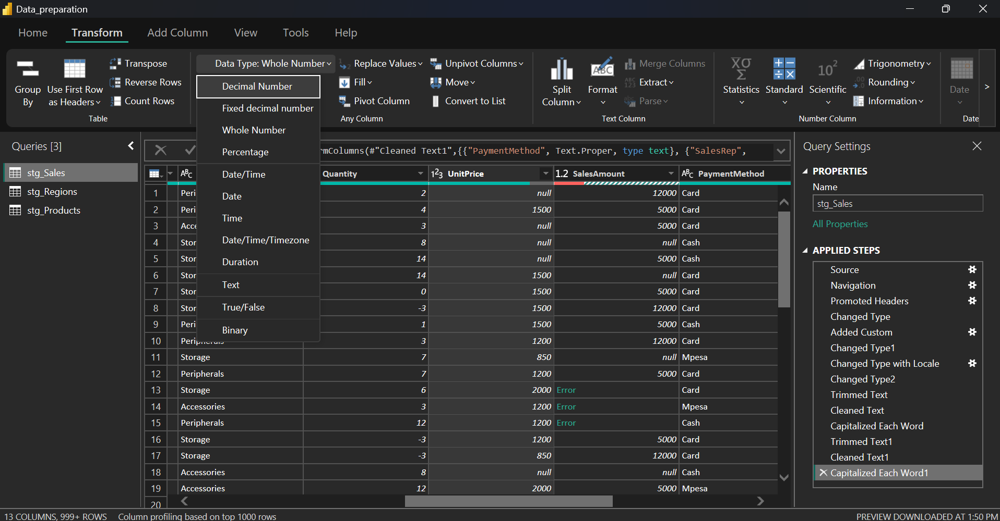 Data_preparation
Home Transform Add Column View Tools Help
Group By
Use First Row as Headers
Transpose
Reverse Rows
Count Rows
Table
Data Type: Whole Number
Decimal Number
Fixed decimal number
Whole Number
Percentage
Date/Time
Date
Time
Date/Time/Timezone
Duration
Text
True/False
Binary
Replace Values
Fill
Pivot Column
Unpivot Columns
Move
Convert to List
Any Column
Split Column
Format
Merge Columns
Extract
Parse
Text Column
Statistics
Standard
Scientific
Trigonometry
Rounding
Information
Number Column
Date
Date
Queries [3]
stg_Sales
stg_Regions
stg_Products
rmColumns(#"Cleaned Text1",{{"PaymentMethod", Text.Proper, type text}, {"SalesRep",
Quantity 1²3 UnitPrice 1.2 SalesAmount ABC PaymentMethod
1 Peri 2 null 12000 Card
2 Peri 4 1500 5000 Card
3 Acce 3 null 5000 Card
4 Stor 8 null null Cash
5 Stor 14 null 5000 Cash
6 Stor 14 1500 null Card
7 Stor 0 1500 5000 Card
8 Stor -3 1500 12000 Card
9 Peri 1 1500 5000 Cash
10 Peripherals 3 1200 12000 Card
11 Storage 7 850 null Mpesa
12 Peripherals 7 1200 5000 Card
13 Storage 6 2000 Error Card
14 Accessories 3 1200 Error Mpesa
15 Peripherals 12 1200 Error Cash
16 Storage -3 1200 5000 Card
17 Storage -3 850 12000 Card
18 Accessories 8 null null Cash
19 Accessories 12 2000 5000 Mpesa
20
Query Settings
PROPERTIES
Name
stg_Sales
All Properties
APPLIED STEPS
Source
Navigation
Promoted Headers
Changed Type
Added Custom
Changed Type1
Changed Type with Locale
Changed Type2
Trimmed Text
Cleaned Text
Capitalized Each Word
Trimmed Text1
Cleaned Text1
Capitalized Each Word1
13 COLUMNS, 999+ ROWS Column profiling based on top 1000 rows
PREVIEW DOWNLOADED AT 1:50 PM